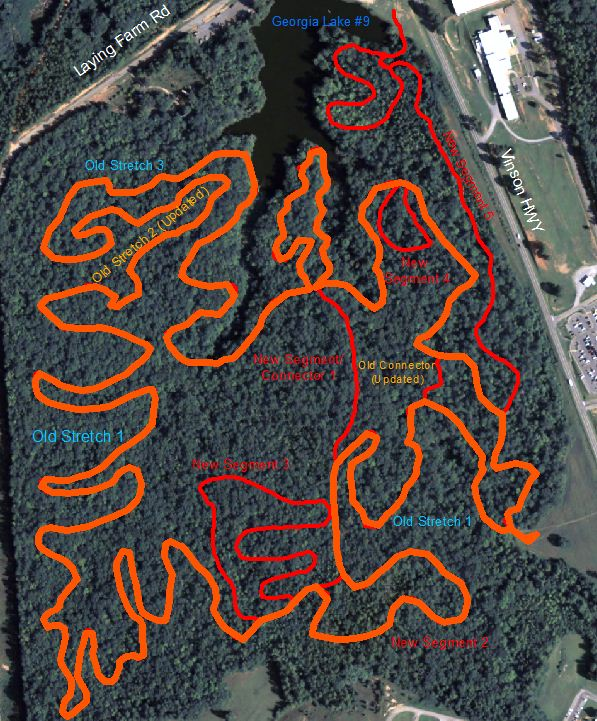 Georgia Lake #9
Laying Farm Rd
Old Stretch 3
New Segment 5
Vinson HWY
Old Stretch 2 (Updated)
New
Segment 4
New Segment/
Connector 1
Old Connector
(Updated)
Old Stretch 1
New Segment 3
Old Stretch 1
New Segment 2